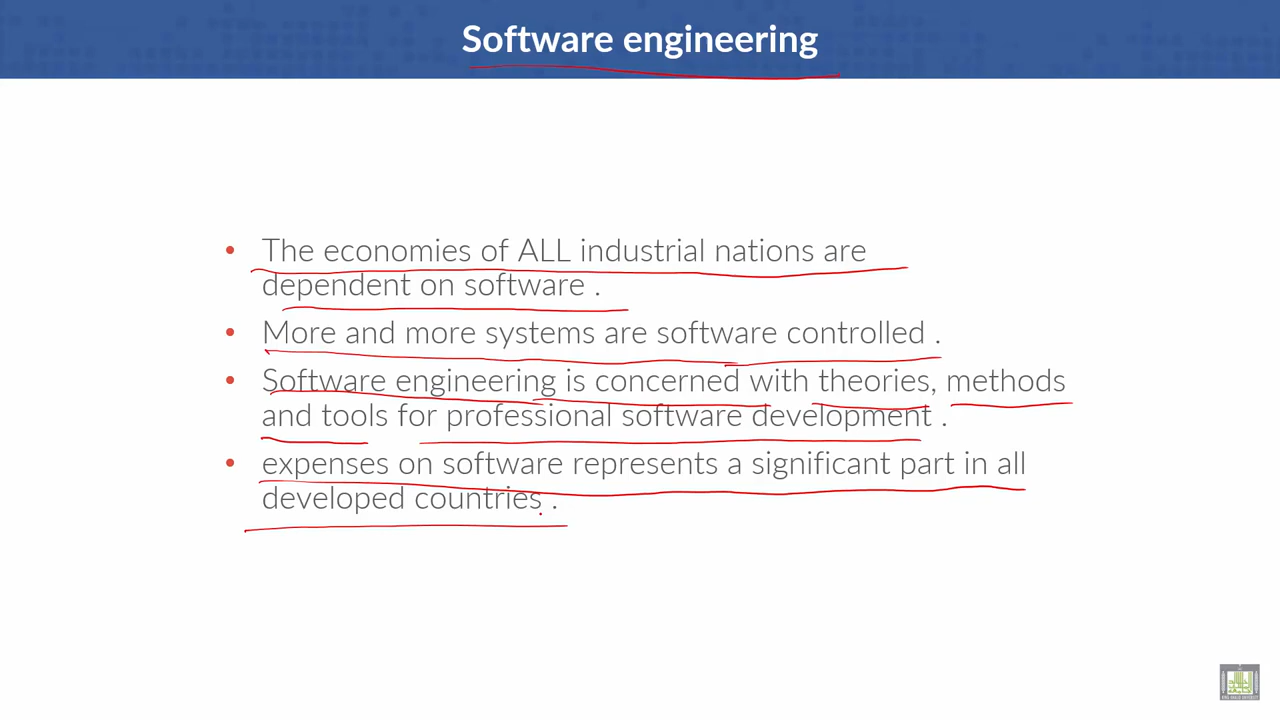 Software engineering
• The economies of ALL industrial nations are
dependent on software .
• More and more systems are software controlled .
• Software engineering is concerned with theories, methods
and tools for professional software development .
• expenses on software represents a significant part in all
developed countries .